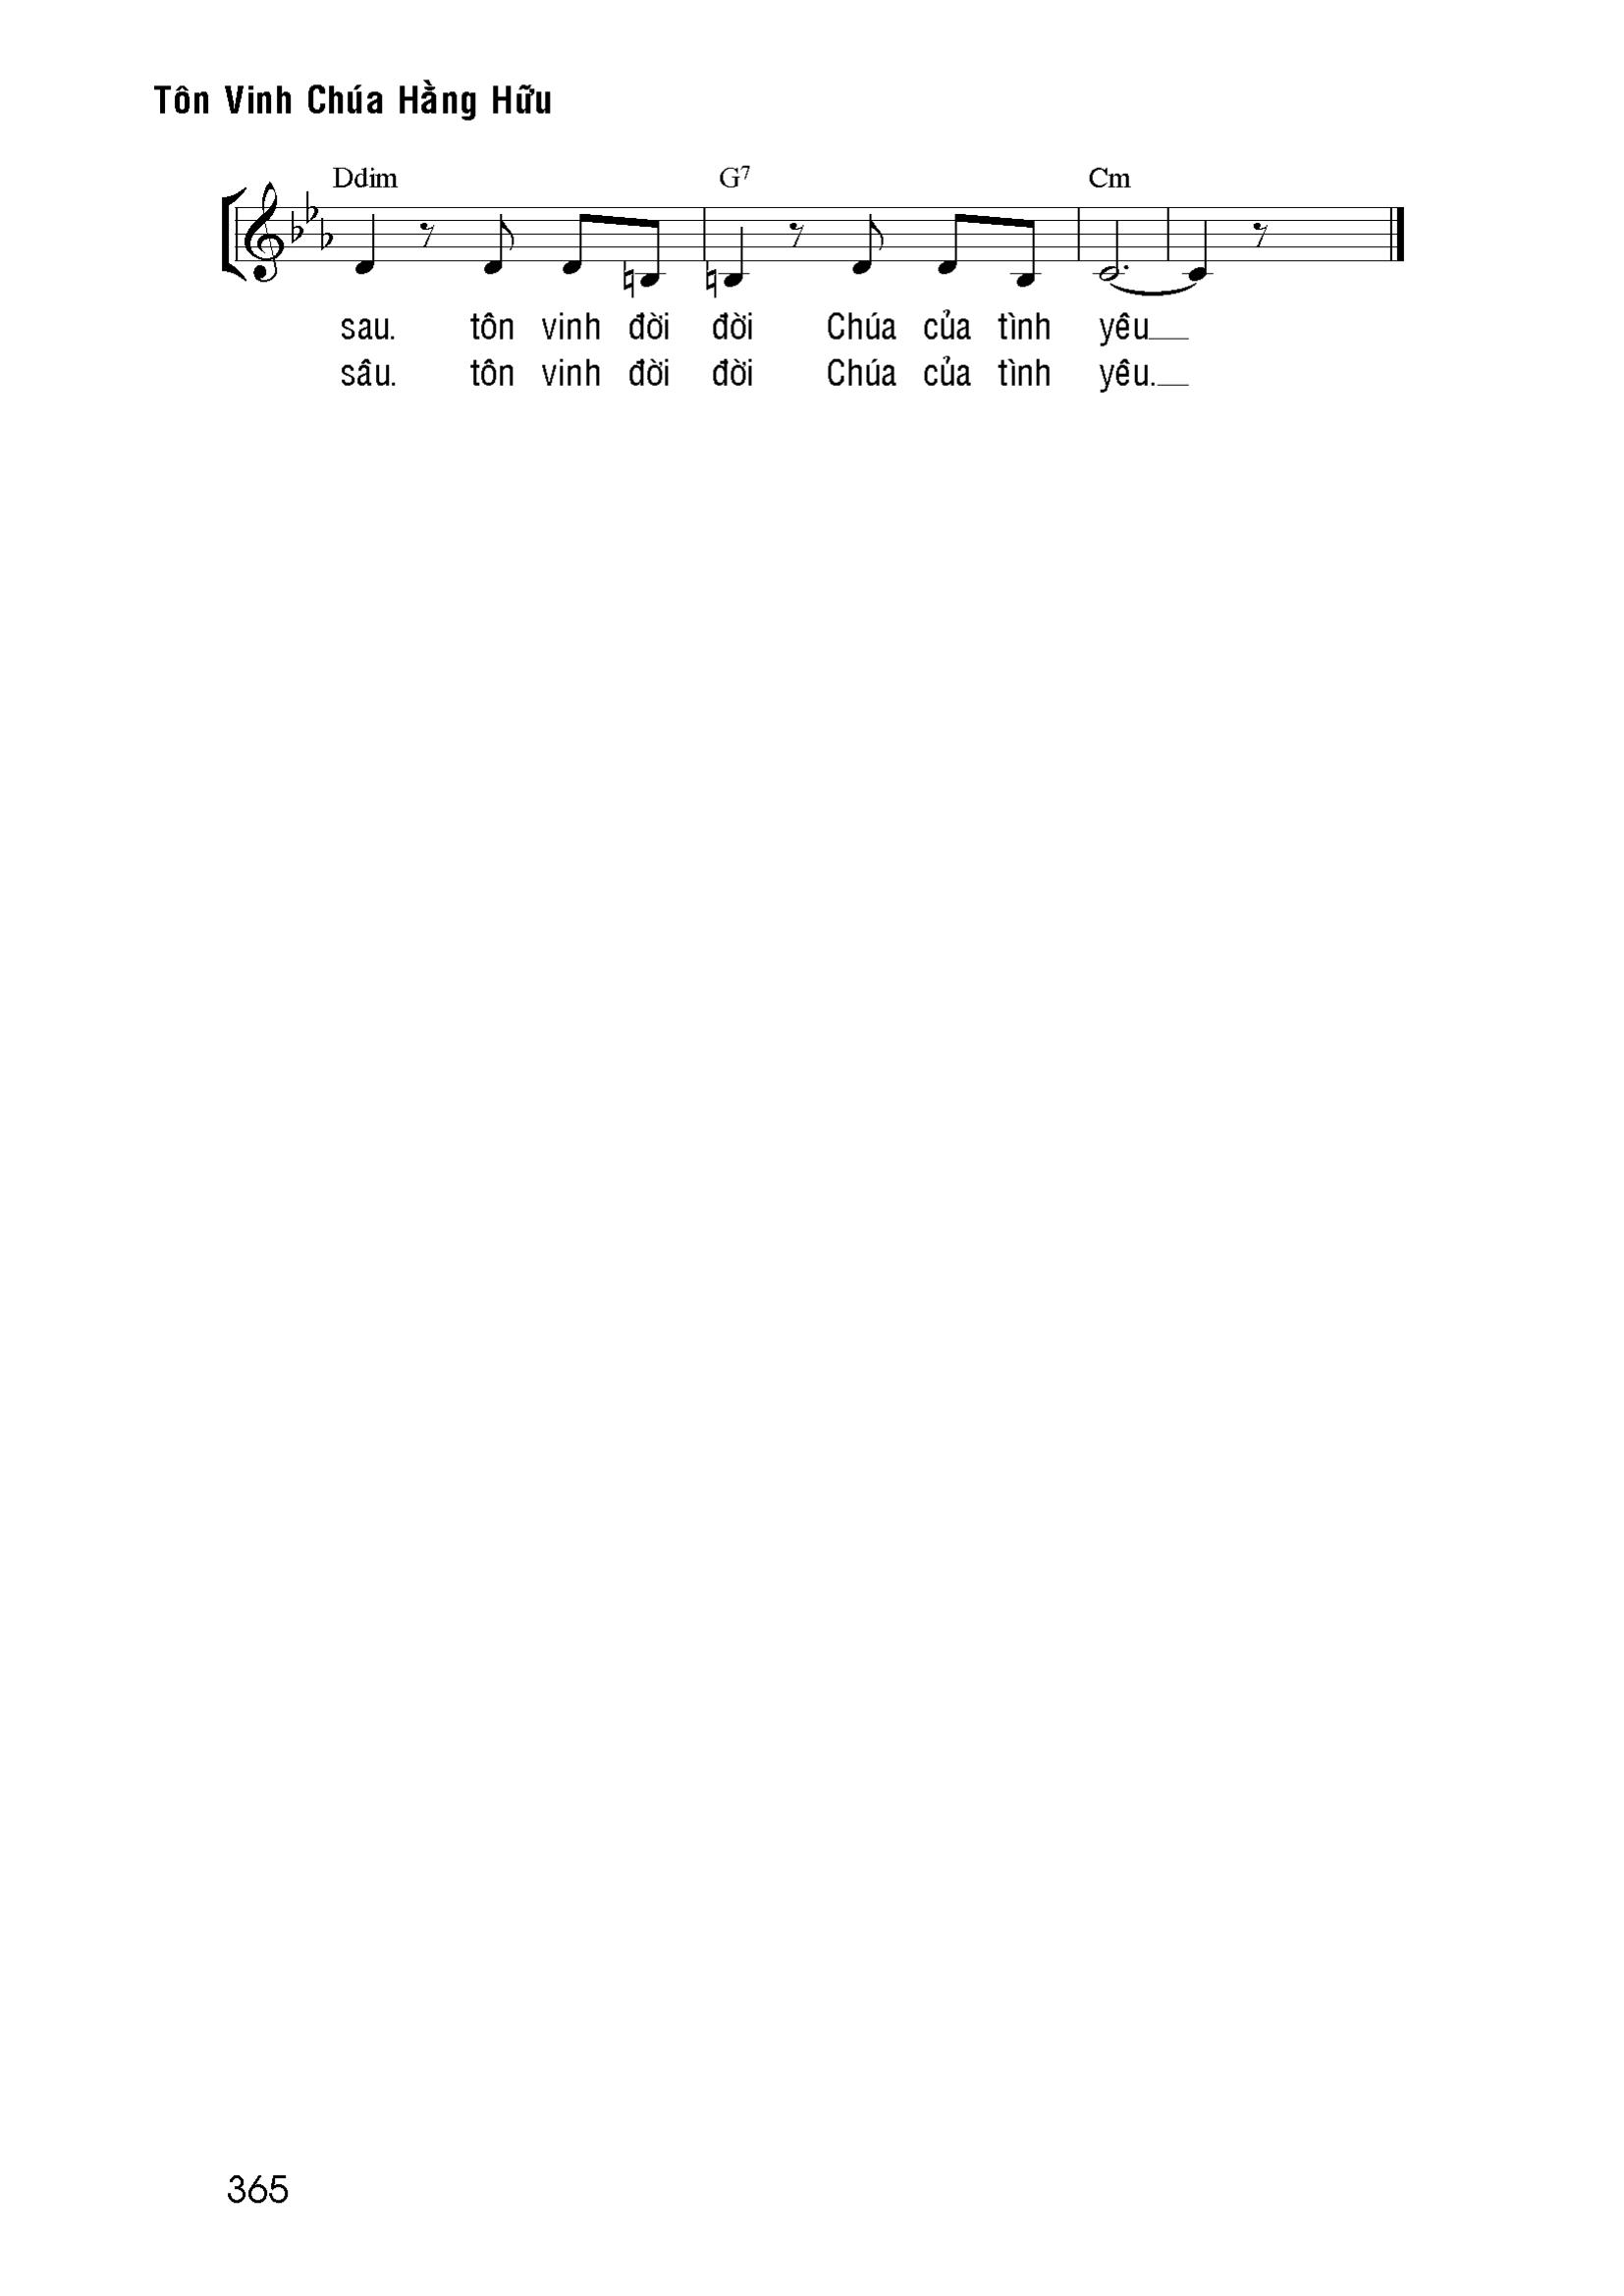 Tôn Vinh Chúa Hằng Hữu
Ddim G7 Cm
sau. tôn vinh đời đời Chúa của tình yêu
sâu. tôn vinh đời đời Chúa của tình yêu.
365